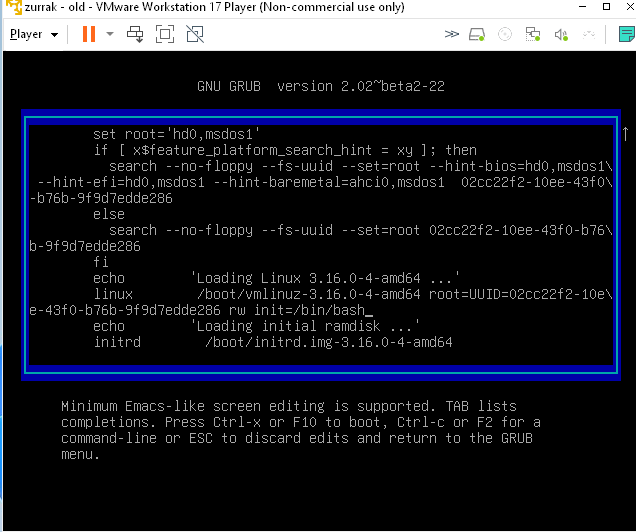 zurrak - old - VMware Workstation 17 Player (Non-commercial use only)
Player
GNU GRUB  version 2.02~beta2-22
set root='hd0,msdos1'
if [ x$feature_platform_search_hint = xy ]; then
search --no-floppy --fs-uuid --set=root --hint-bios=hd0,msdos1\
--hint-efi=hd0,msdos1 --hint-baremetal=ahci0,msdos1  02cc22f2-10ee-43f0\
-b76b-9f9d7edde286
else
search --no-floppy --fs-uuid --set=root 02cc22f2-10ee-43f0-b76\
b-9f9d7edde286
fi
echo        'Loading Linux 3.16.0-4-amd64 ...'
linux        /boot/vmlinuz-3.16.0-4-amd64 root=UUID=02cc22f2-10e\
e-43f0-b76b-9f9d7edde286 rw init=/bin/bash_
echo        'Loading initial ramdisk ...'
initrd        /boot/initrd.img-3.16.0-4-amd64
Minimum Emacs-like screen editing is supported. TAB lists
completions. Press Ctrl-x or F10 to boot, Ctrl-c or F2 for a
command-line or ESC to discard edits and return to the GRUB
menu.